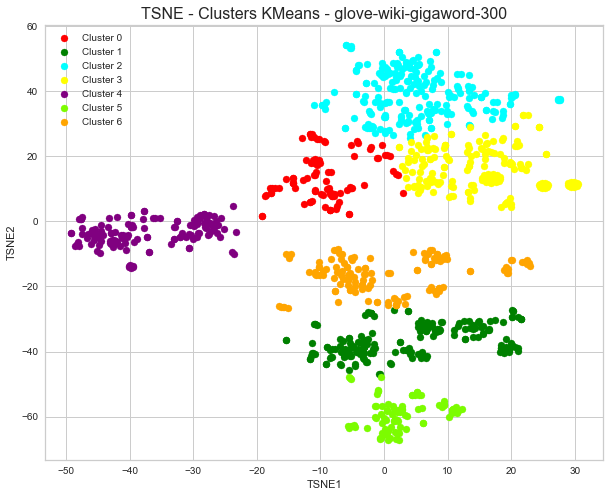 TSNE - Clusters KMeans - glove-wiki-gigaword-300
Cluster 0
Cluster 1
Cluster 2
Cluster 3
Cluster 4
Cluster 5
Cluster 6
60
40
20
0
−20
−40
−60
TSNE2
−50 −40 −30 −20 −10 0 10 20 30
TSNE1